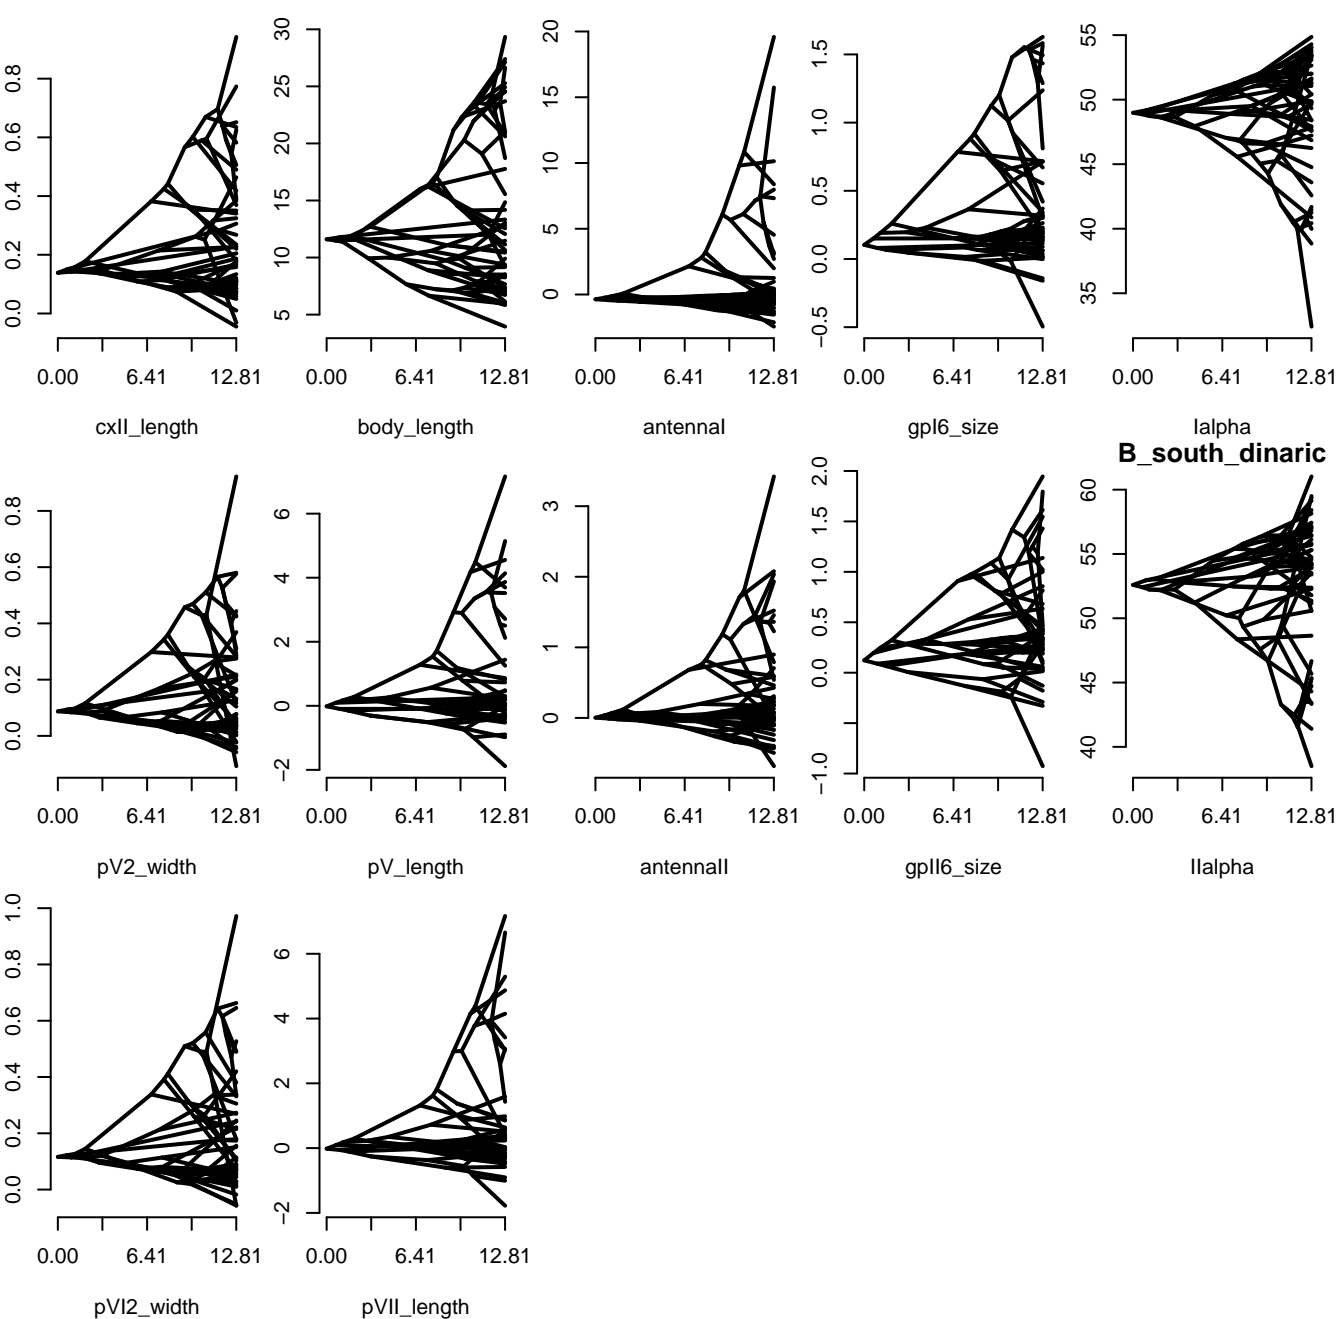 0.0 0.2 0.4 0.6 0.8
0.00 6.41 12.81
cxII_length
5 10 15 20 25 30
0.00 6.41 12.81
body_length
0 5 10 15 20
0.00 6.41 12.81
antennaI
−0.5 0.0 0.5 1.0 1.5
0.00 6.41 12.81
gpI6_size
35 40 45 50 55
0.00 6.41 12.81
Ialpha
0.0 0.2 0.4 0.6 0.8
0.00 6.41 12.81
pV2_width
−2 0 2 4 6
0.00 6.41 12.81
pV_length
0 1 2 3
0.00 6.41 12.81
antennaII
−1.0 0.0 0.5 1.0 1.5 2.0
0.00 6.41 12.81
gpII6_size
B_south_dinaric
40 45 50 55 60
0.00 6.41 12.81
IIalpha
0.0 0.2 0.4 0.6 0.8 1.0
0.00 6.41 12.81
pVI2_width
−2 0 2 4 6
0.00 6.41 12.81
pVII_length